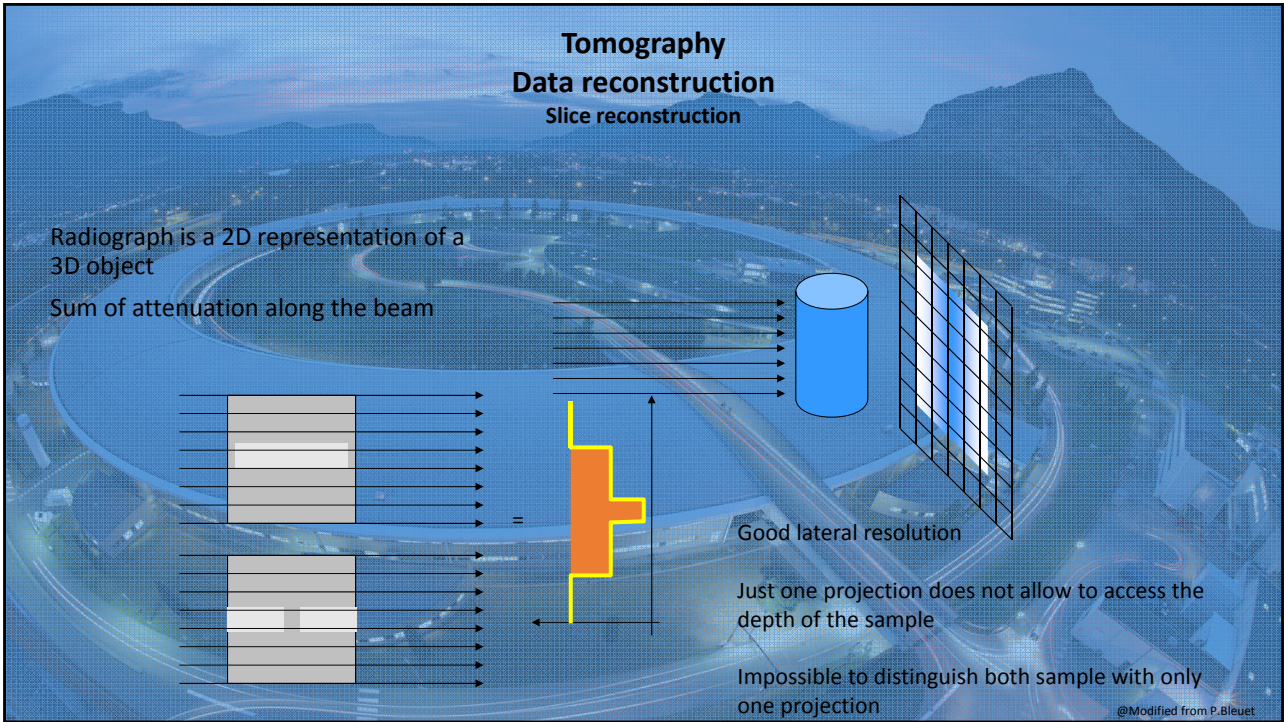 Tomography
Data reconstruction
Slice reconstruction
Radiograph is a 2D representation of a
3D object
Sum of attenuation along the beam
=
Good lateral resolution
Just one projection does not allow to access the
depth of the sample
Impossible to distinguish both sample with only
one projection
@Modified from P.Bleuet